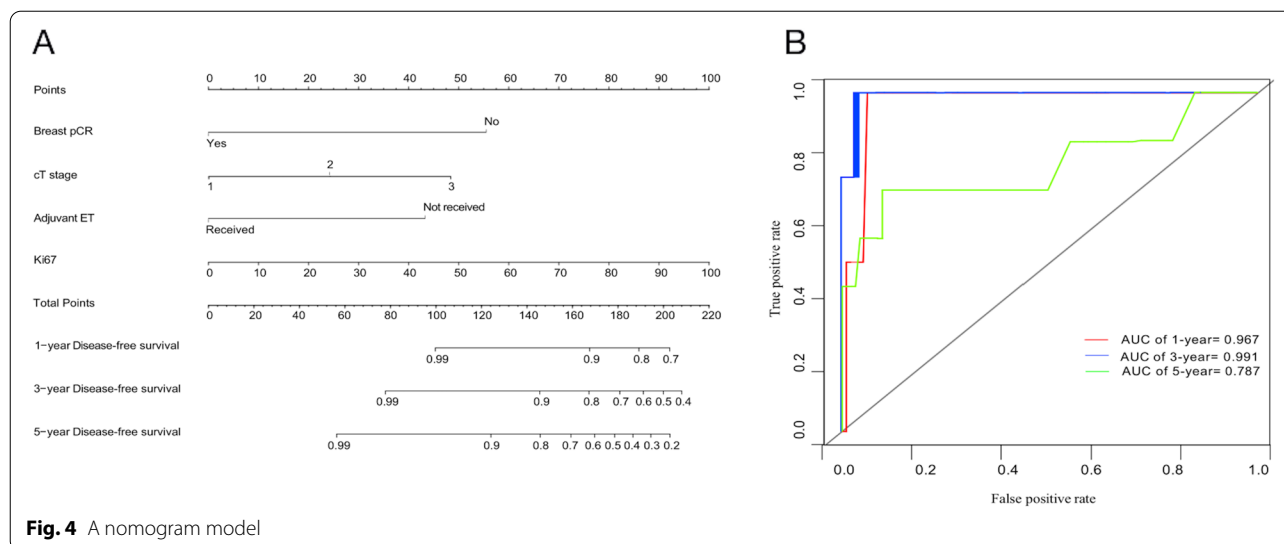 A
Points
0 10 20 30 40 50 60 70 80 90 100
Breast pCR
No
Yes
cT stage
2
1 3
Adjuvant ET
Not received
Received
Ki67
0 10 20 30 40 50 60 70 80 90 100
Total Points
0 20 40 60 80 100 120 140 160 180 200 220
1−year Disease-free survival
0.99 0.9 0.8 0.7
3−year Disease-free survival
0.99 0.9 0.8 0.7 0.6 0.5 0.4
5−year Disease-free survival
0.99 0.9 0.8 0.7 0.6 0.5 0.4 0.3 0.2
B
True positive rate
1.0
0.8
0.6
0.4
0.2
0.0
AUC of 1-year= 0.967
AUC of 3-year= 0.991
AUC of 5-year= 0.787
0.0 0.2 0.4 0.6 0.8 1.0
False positive rate
Fig. 4 A nomogram model